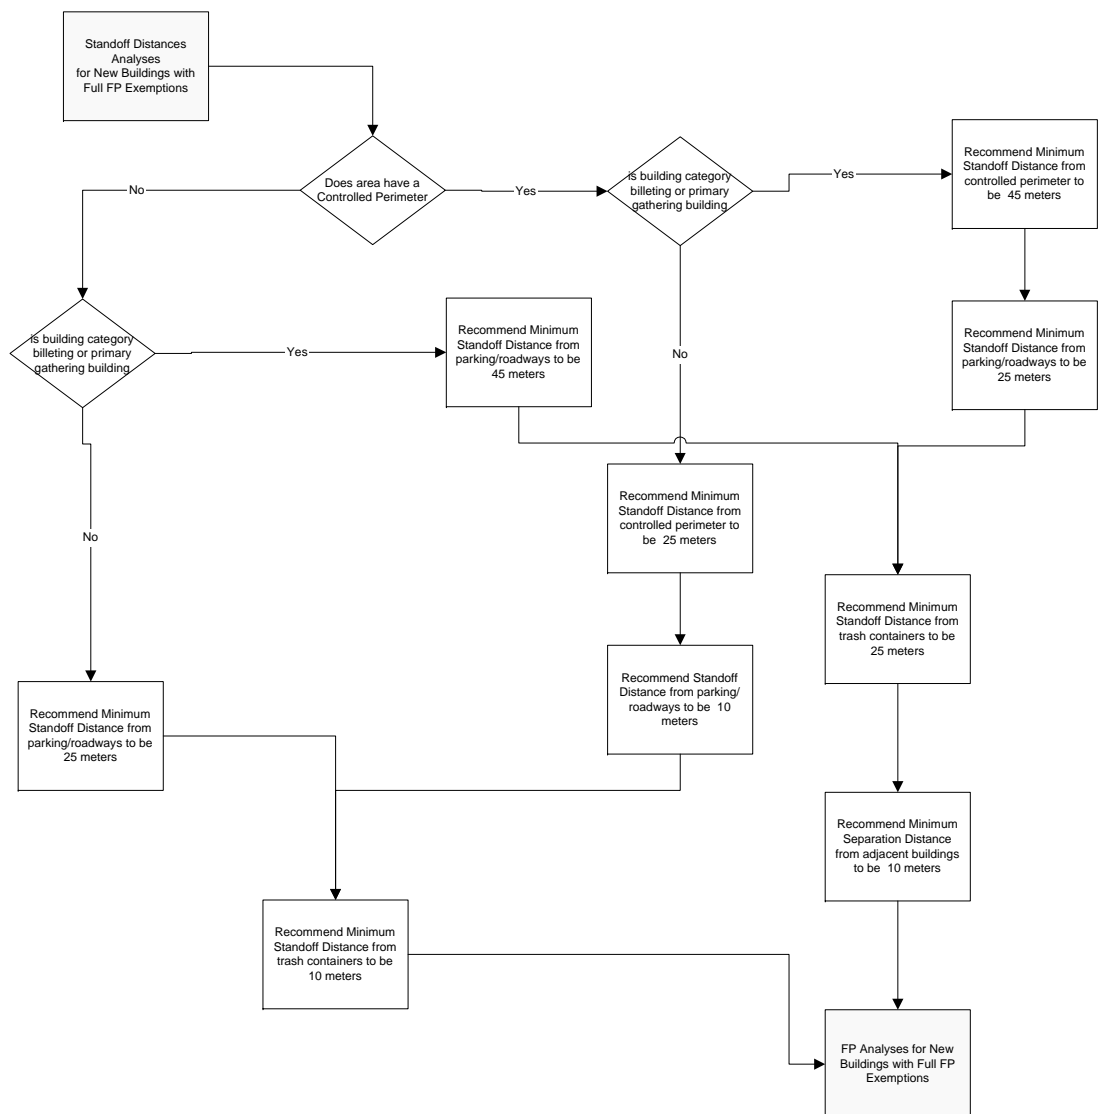 Standoff Distances
Analyses
for New Buildings with
Full FP Exemptions
Does area have a
Controlled Perimeter
No
Yes
is building category
billeting or primary
gathering building
Yes
Recommend Minimum
Standoff Distance from
controlled perimeter to
be 45 meters
Recommend Minimum
Standoff Distance from
parking/roadways to be
25 meters
is building category
billeting or primary
gathering building
Yes
Recommend Minimum
Standoff Distance from
parking/roadways to be
45 meters
No
Recommend Minimum
Standoff Distance from
controlled perimeter to
be 25 meters
No
Recommend Minimum
Standoff Distance from
trash containers to be
25 meters
Recommend Standoff
Distance from parking/
roadways to be 10
meters
Recommend Minimum
Standoff Distance from
parking/roadways to be
25 meters
Recommend Minimum
Separation Distance
from adjacent buildings
to be 10 meters
Recommend Minimum
Standoff Distance from
trash containers to be
10 meters
FP Analyses for New
Buildings with Full FP
Exemptions